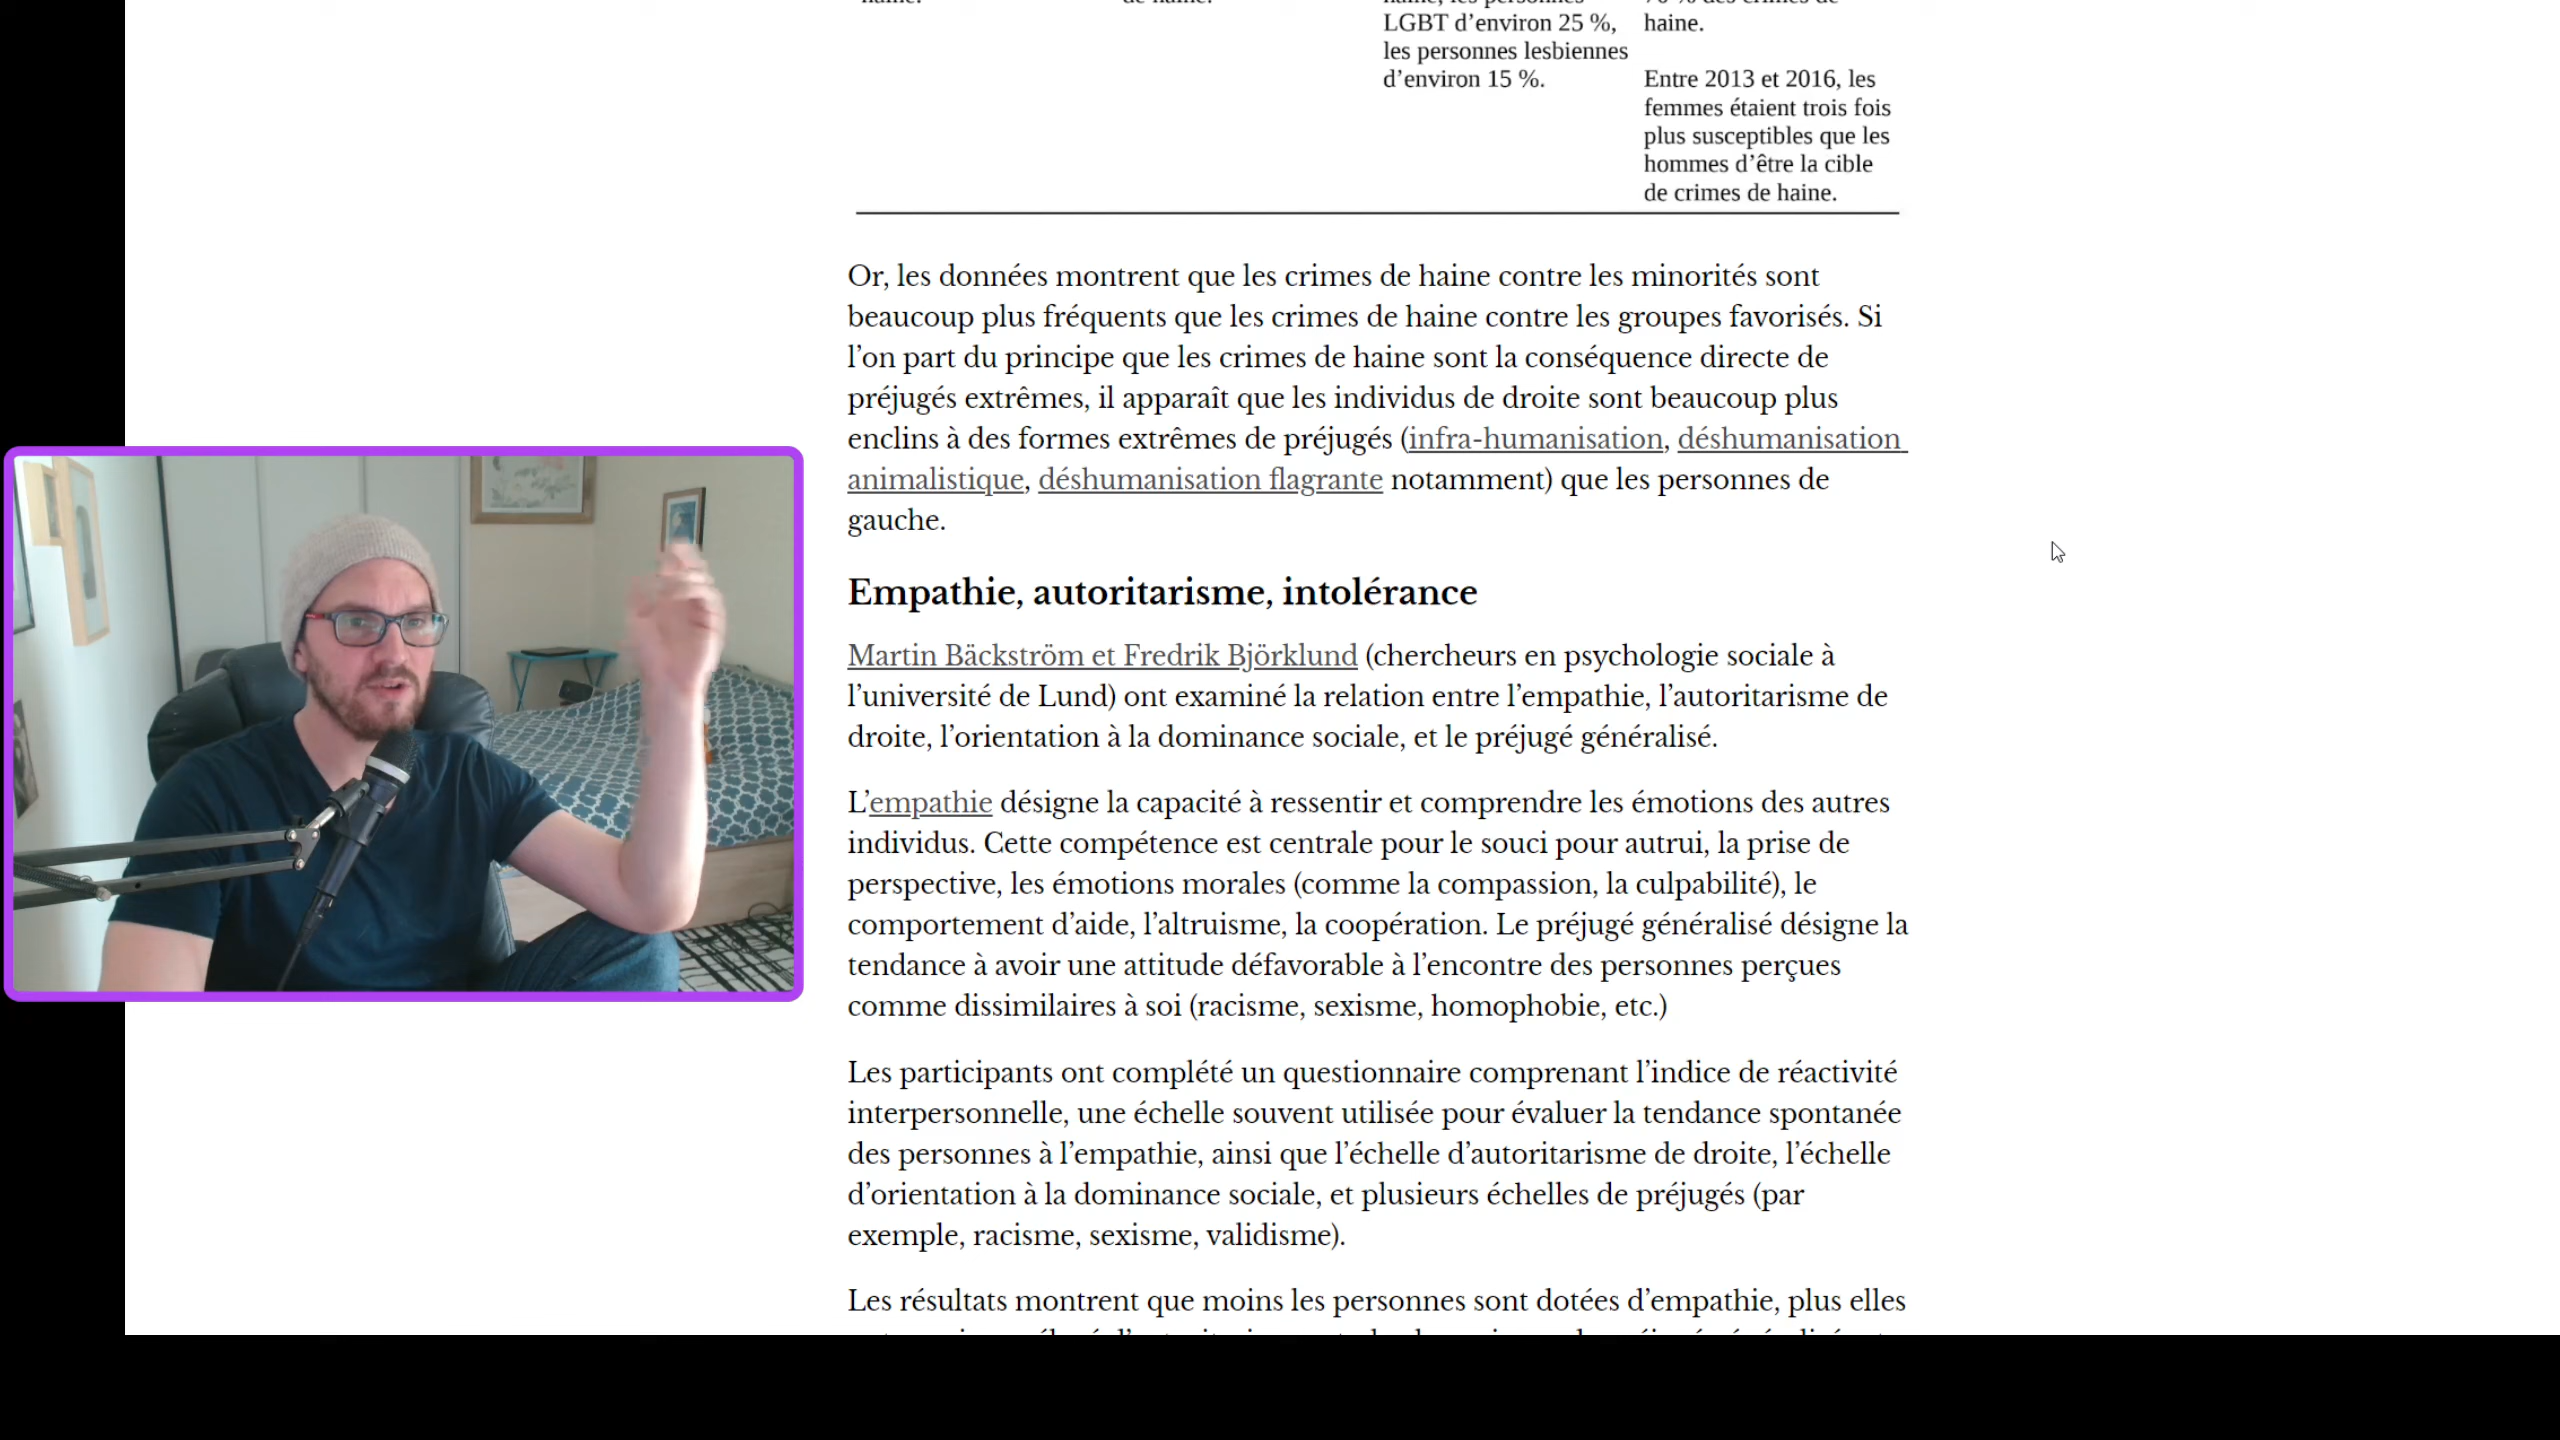 LGBT d’environ 25 %,
les personnes lesbiennes
d’environ 15 %.
haine.
Entre 2013 et 2016, les
femmes étaient trois fois
plus susceptibles que les
hommes d’être la cible
de crimes de haine.
Or, les données montrent que les crimes de haine contre les minorités sont
beaucoup plus fréquents que les crimes de haine contre les groupes favorisés. Si
l’on part du principe que les crimes de haine sont la conséquence directe de
préjugés extrêmes, il apparaît que les individus de droite sont beaucoup plus
enclins à des formes extrêmes de préjugés (infra-humanisation, déshumanisation
animalistique, déshumanisation flagrante notamment) que les personnes de
gauche.
Empathie, autoritarisme, intolérance
Martin Bäckström et Fredrik Björklund (chercheurs en psychologie sociale à
l’université de Lund) ont examiné la relation entre l’empathie, l’autoritarisme de
droite, l’orientation à la dominance sociale, et le préjugé généralisé.
L’empathie désigne la capacité à ressentir et comprendre les émotions des autres
individus. Cette compétence est centrale pour le souci pour autrui, la prise de
perspective, les émotions morales (comme la compassion, la culpabilité), le
comportement d’aide, l’altruisme, la coopération. Le préjugé généralisé désigne la
tendance à avoir une attitude défavorable à l’encontre des personnes perçues
comme dissimilaires à soi (racisme, sexisme, homophobie, etc.)
Les participants ont complété un questionnaire comprenant l’indice de réactivité
interpersonnelle, une échelle souvent utilisée pour évaluer la tendance spontanée
des personnes à l’empathie, ainsi que l’échelle d’autoritarisme de droite, l’échelle
d’orientation à la dominance sociale, et plusieurs échelles de préjugés (par
exemple, racisme, sexisme, validisme).
Les résultats montrent que moins les personnes sont dotées d’empathie, plus elles